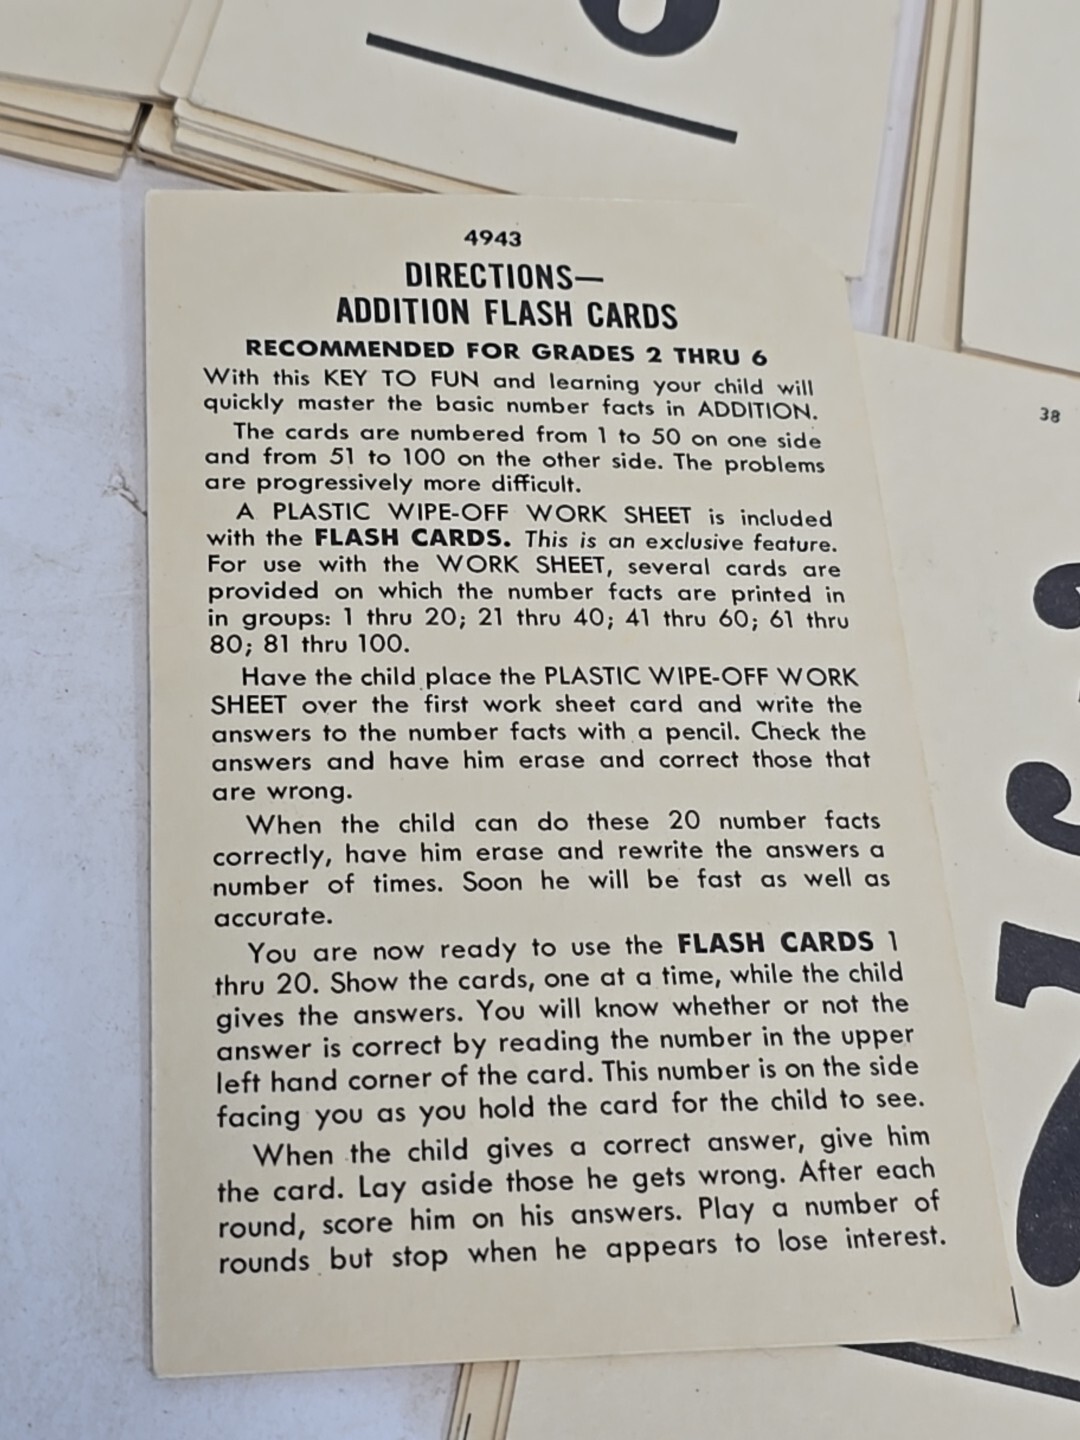 4943
DIRECTIONS—
ADDITION FLASH CARDS
RECOMMENDED FOR GRADES 2 THRU 6
With this KEY TO FUN and learning your child will
quickly master the basic number facts in ADDITION.
The cards are numbered from 1 to 50 on one side
and from 51 to 100 on the other side. The problems
are progressively more difficult.
A PLASTIC WIPE-OFF WORK SHEET is included
with the FLASH CARDS. This is an exclusive feature.
For use with the WORK SHEET, several cards are
provided on which the number facts are printed in
in groups: 1 thru 20; 21 thru 40; 41 thru 60; 61 thru
80; 81 thru 100.
Have the child place the PLASTIC WIPE-OFF WORK
SHEET over the first work sheet card and write the
answers to the number facts with a pencil. Check the
answers and have him erase and correct those that
are wrong.
When the child can do these 20 number facts
correctly, have him erase and rewrite the answers a
number of times. Soon he will be fast as well as
accurate.
You are now ready to use the FLASH CARDS 1
thru 20. Show the cards, one at a time, while the child
gives the answers. You will know whether or not the
answer is correct by reading the number in the upper
left hand corner of the card. This number is on the side
facing you as you hold the card for the child to see.
When the child gives a correct answer, give him
the card. Lay aside those he gets wrong. After each
round, score him on his answers. Play a number of
rounds but stop when he appears to lose interest.
38